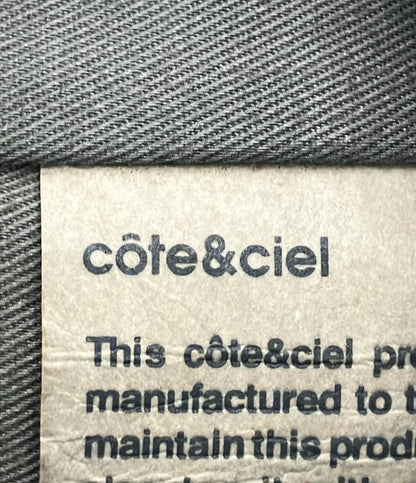 côte&ciel
This côte&ciel
manufactured to
maintain this